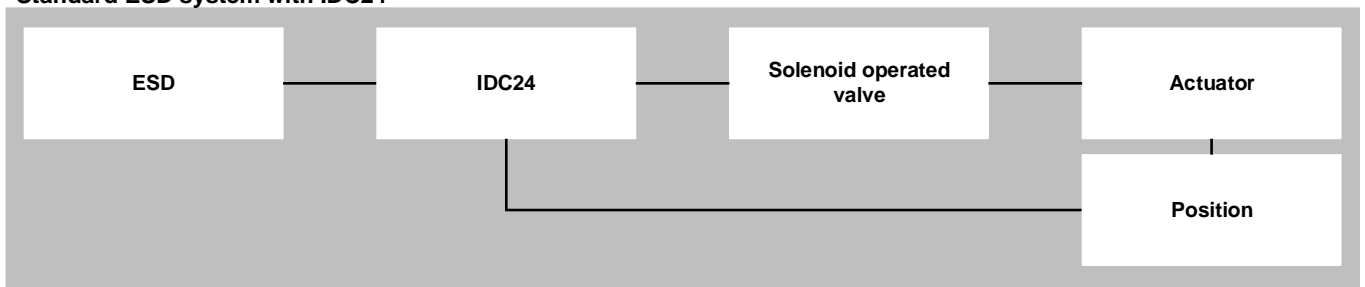 Standard ESD system with IDC24
ESD
IDC24
Solenoid operated
valve
Actuator
Position